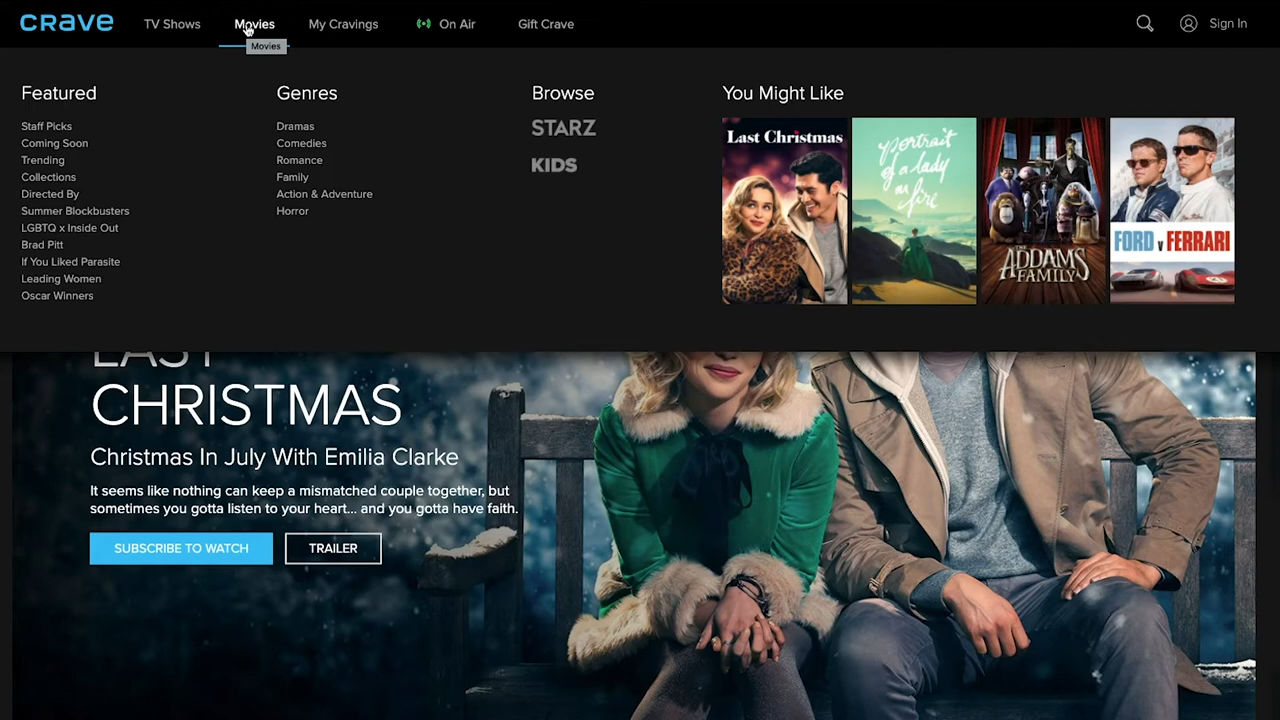 CRAVE
TV Shows
Movies
My Cravings
On Air
Gift Crave
Sign In
Movies
Featured
Staff Picks
Coming Soon
Trending
Collections
Directed By
Summer Blockbusters
LGBTQ x Inside Out
Brad Pitt
If You Liked Parasite
Leading Women
Oscar Winners
Genres
Dramas
Comedies
Romance
Family
Action & Adventure
Horror
Browse
STARZ
KIDS
You Might Like
Last Christmas
portrait
of a lady
on fire
THE
ADDAMS
FAMILY
FORD v FERRARI
LAST
CHRISTMAS
Christmas In July With Emilia Clarke
It seems like nothing can keep a mismatched couple together, but
sometimes you gotta listen to your heart... and you gotta have faith.
SUBSCRIBE TO WATCH
TRAILER